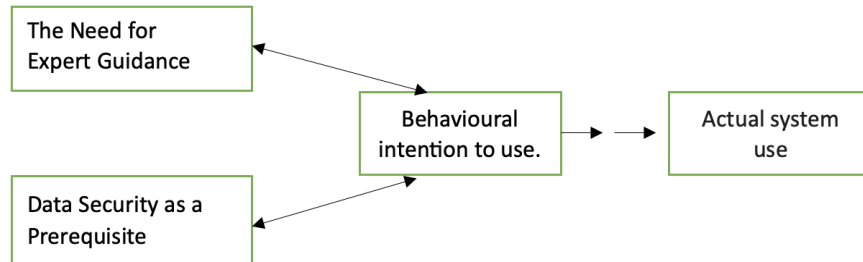 The Need for
Expert Guidance
Behavioural
intention to use.
Actual system
use
Data Security as a
Prerequisite